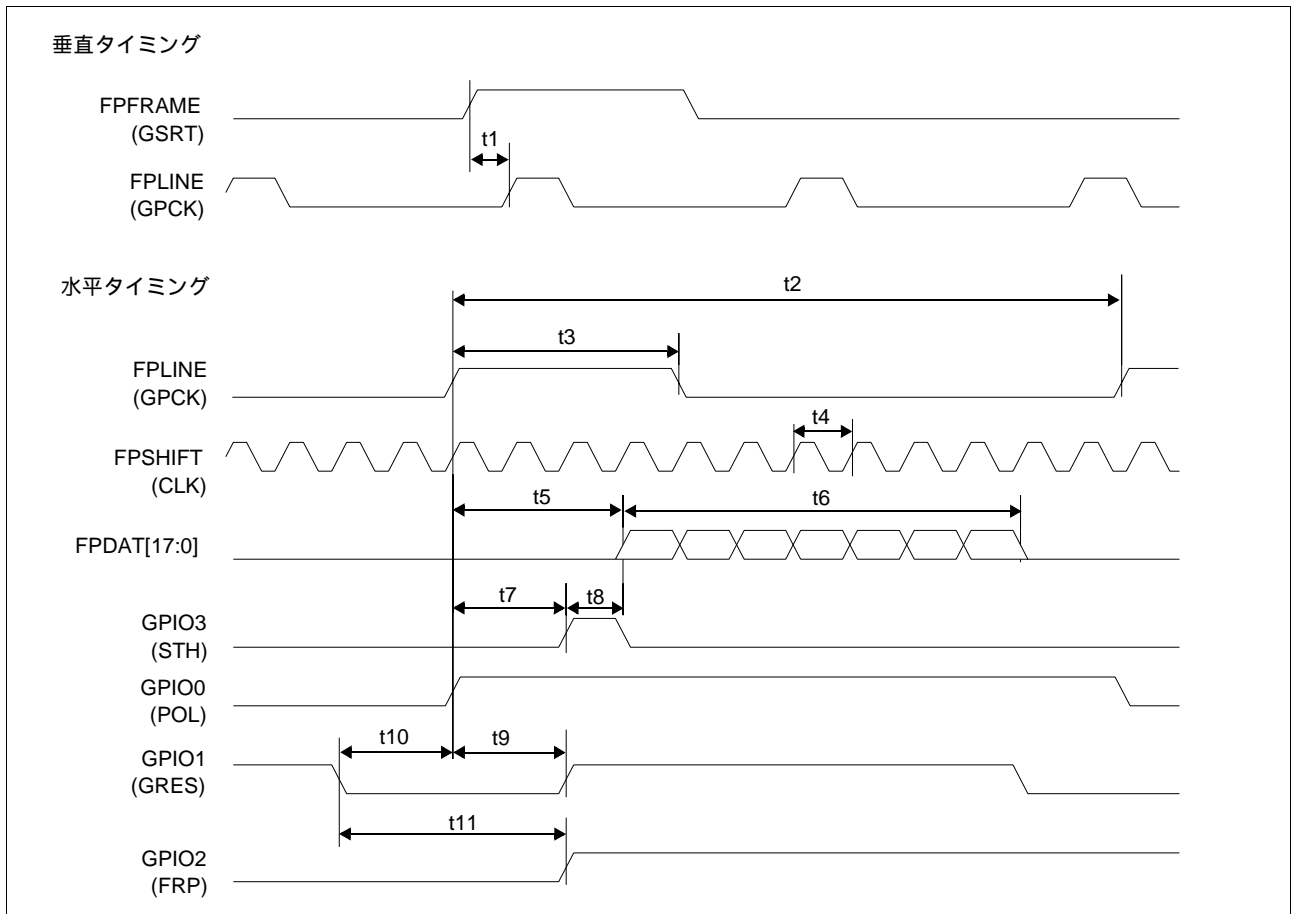 垂直タイミング
FPFRAME
(GSRT)
t1
FPLINE
(GPCK)
水平タイミング
t2
t3
FPLINE
(GPCK)
t4
FPSHIFT
(CLK)
t5
t6
FPDAT[17:0]
t7
t8
GPIO3
(STH)
GPIO0
(POL)
t10
t9
GPIO1
(GRES)
t11
GPIO2
(FRP)